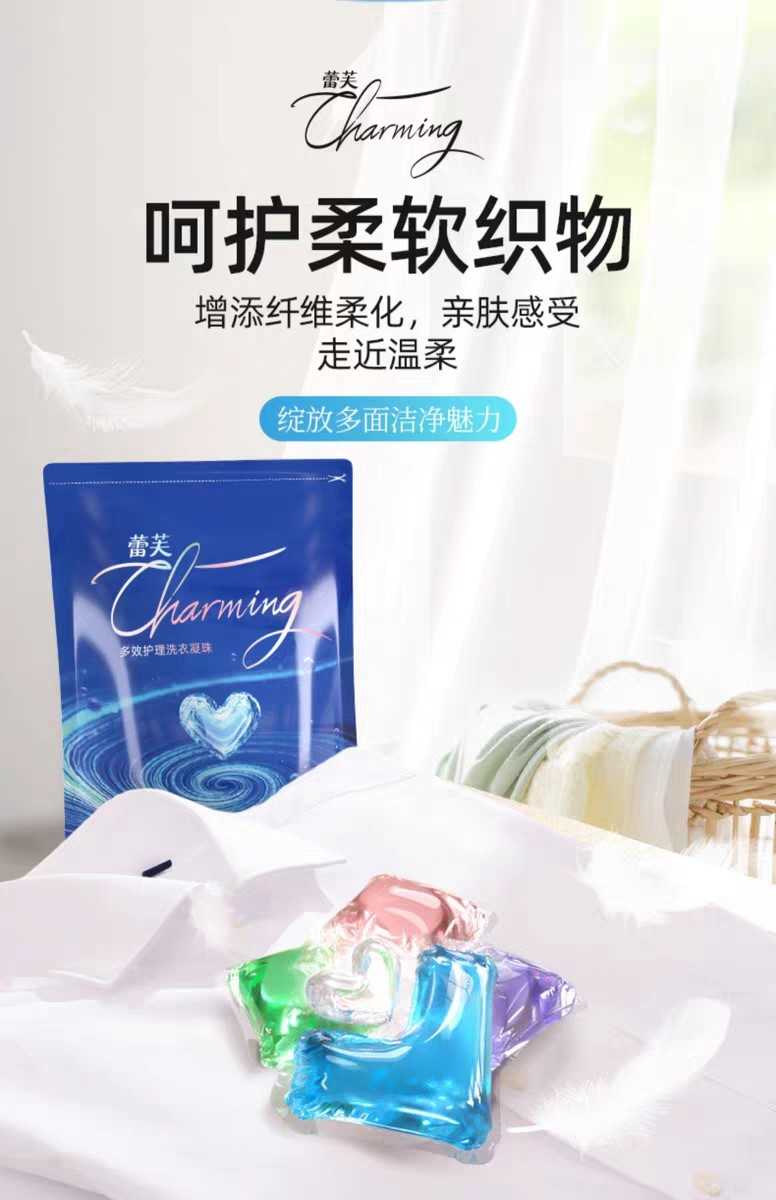 蕾芙
Charming
呵护柔软织物
增添纤维柔化，亲肤感受
走近温柔
绽放多面洁净魅力
蕾芙
Charming
多效护理洗衣凝珠